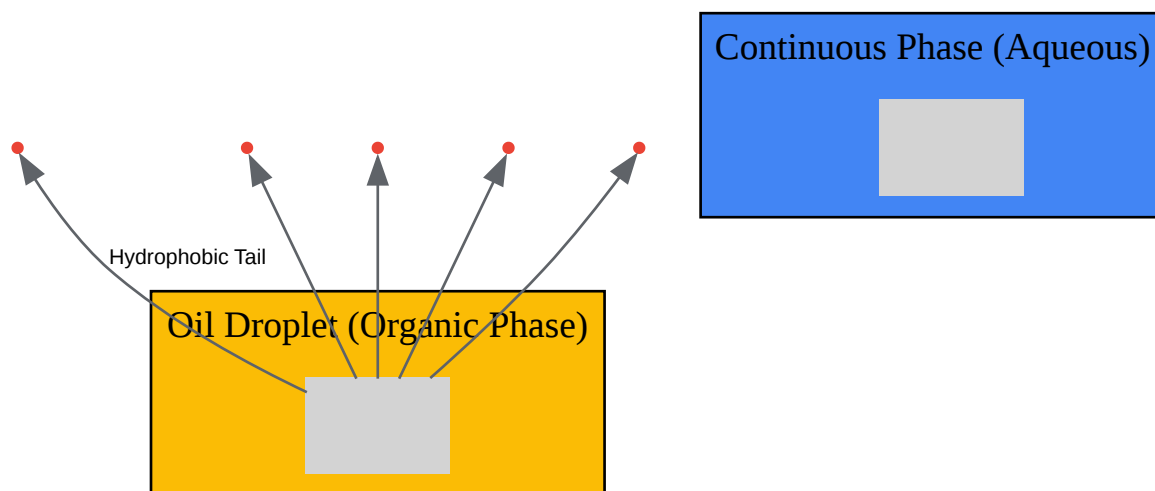 Continuous Phase (Aqueous)
Hydrophobic Tail
Oil Droplet (Organic Phase)